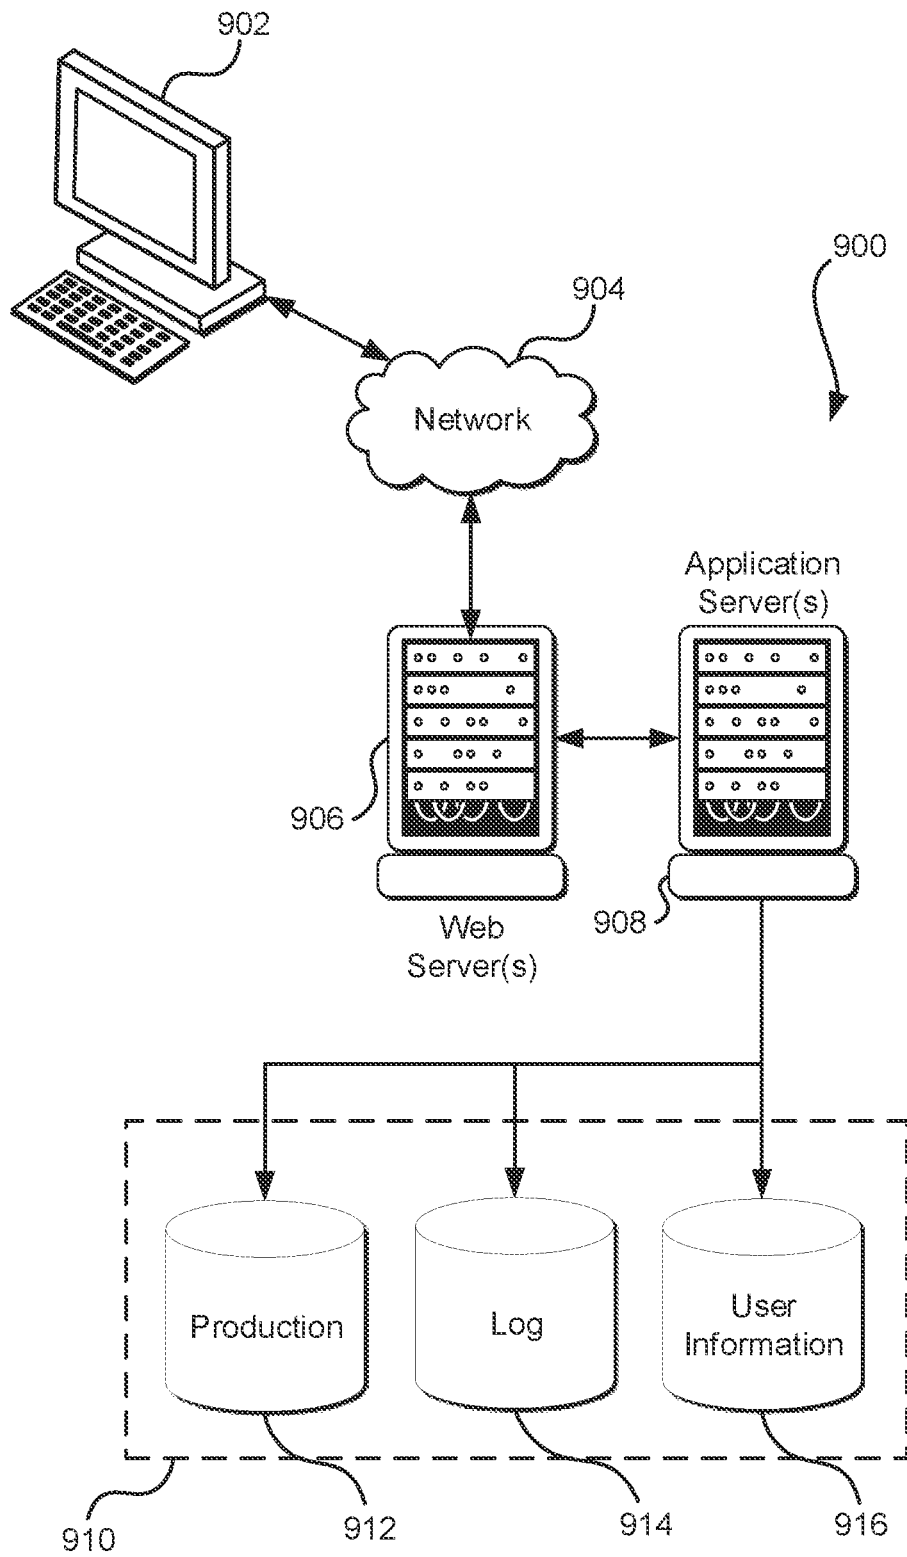 902
900
904
Network
Application
Server(s)
906
908
Web
Server(s)
Production
Log
User
Information
910
912
914
916